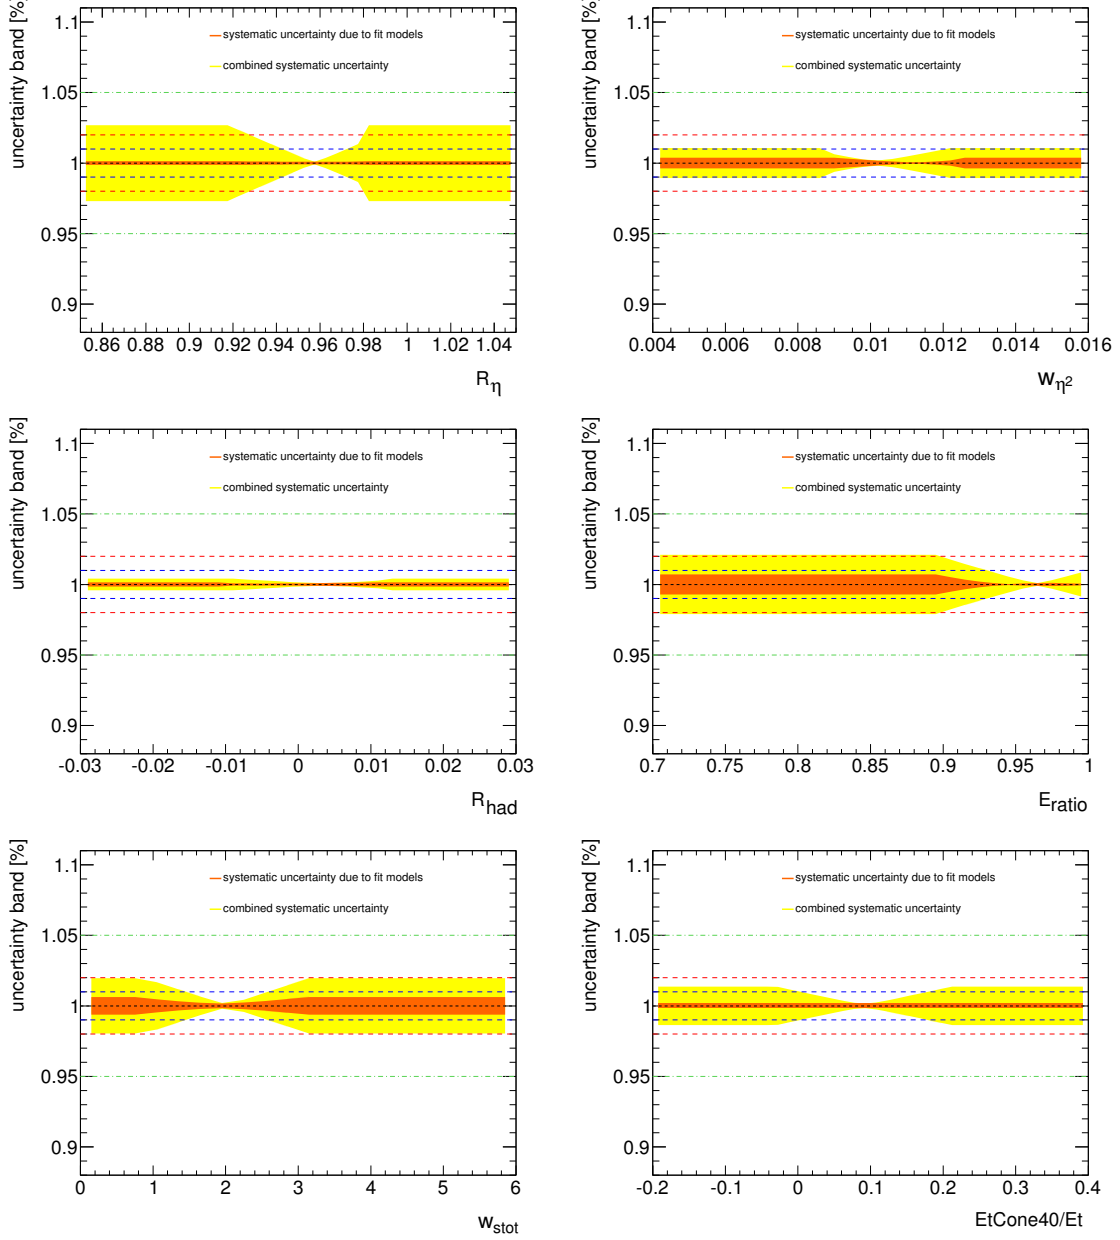 uncertainty band [%]
1.1
1.05
1
0.95
0.9
systematic uncertainty due to fit models
combined systematic uncertainty
0.86 0.88 0.9 0.92 0.94 0.96 0.98 1 1.02 1.04
Rη
uncertainty band [%]
1.1
1.05
1
0.95
0.9
systematic uncertainty due to fit models
combined systematic uncertainty
0.004 0.006 0.008 0.01 0.012 0.014 0.016
wη2
uncertainty band [%]
1.1
1.05
1
0.95
0.9
systematic uncertainty due to fit models
combined systematic uncertainty
-0.03 -0.02 -0.01 0 0.01 0.02 0.03
Rhad
uncertainty band [%]
1.1
1.05
1
0.95
0.9
systematic uncertainty due to fit models
combined systematic uncertainty
0.7 0.75 0.8 0.85 0.9 0.95 1
Eratio
uncertainty band [%]
1.1
1.05
1
0.95
0.9
systematic uncertainty due to fit models
combined systematic uncertainty
0 1 2 3 4 5 6
wstot
uncertainty band [%]
1.1
1.05
1
0.95
0.9
systematic uncertainty due to fit models
combined systematic uncertainty
-0.2 -0.1 0 0.1 0.2 0.3 0.4
EtCone40/Et